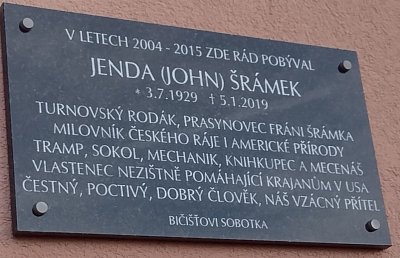 V LETECH 2004 - 2015 ZDE RÁD POBÝVAL
JENDA (JOHN) ŠRÁMEK
* 3.7.1929 † 5.1.2019
TURNOVSKÝ RODÁK, PRASYNOVEC FRÁNI ŠRÁMKA
MILOVNÍK ČESKÉHO RÁJE I AMERICKÉ PŘÍRODY
TRAMP, SOKOL, MECHANIK, KNIHKUPEC A MECENÁŠ
VLASTENEC NEZIŠTNĚ POMÁHAJÍCÍ KRAJANŮM V USA
ČESTNÝ, POCTIVÝ, DOBRÝ ČLOVĚK, NÁŠ VZÁCNÝ PŘÍTEL
BIČIŠŤOVI SOBOTKA